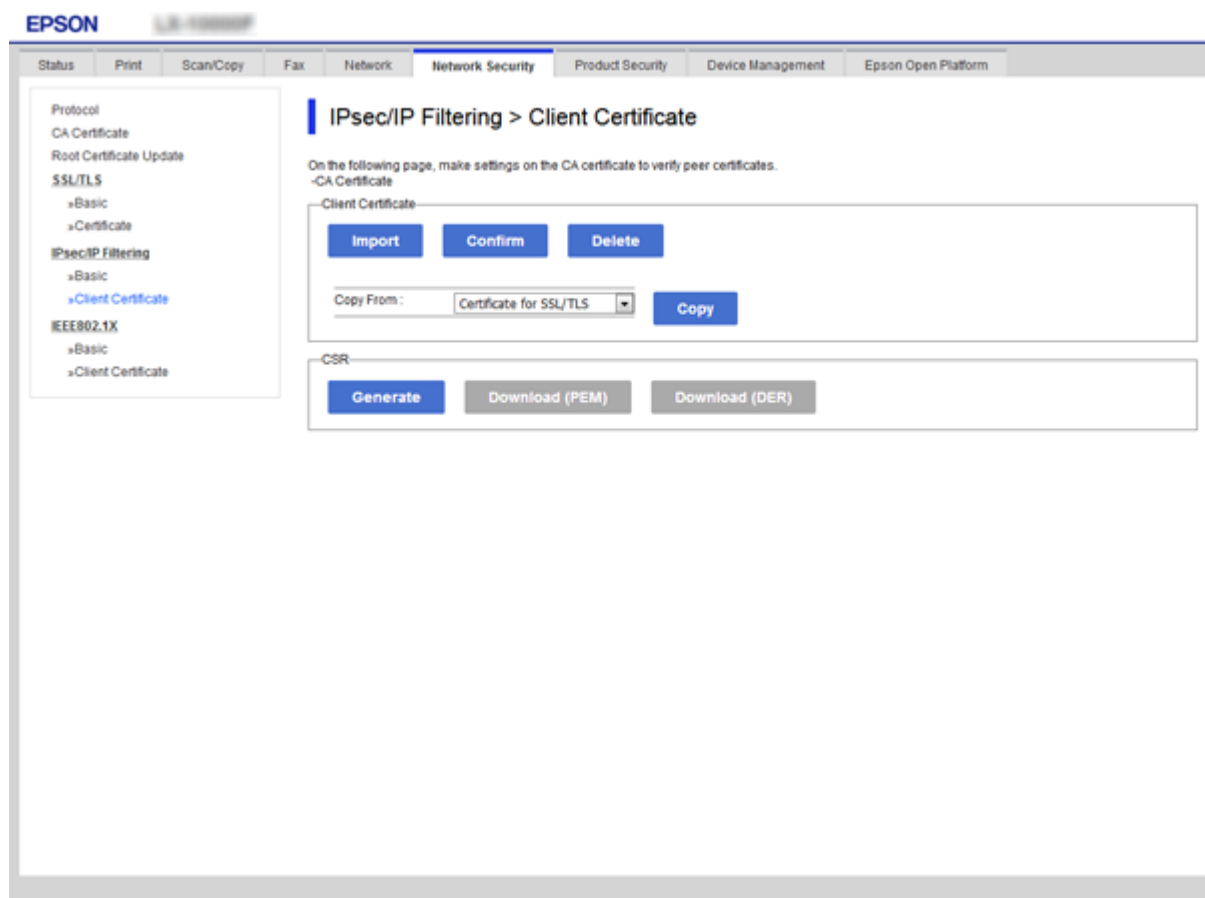 EPSON
Status Print Scan/Copy Fax Network Network Security Product Security Device Management Epson Open Platform
Protocol
CA Certificate
Root Certificate Update
SSL/TLS
»Basic
»Certificate
IPsec/IP Filtering
»Basic
»Client Certificate
IEEE802.1X
»Basic
»Client Certificate
IPsec/IP Filtering > Client Certificate
On the following page, make settings on the CA certificate to verify peer certificates.
-CA Certificate
Client Certificate
Import Confirm Delete
Copy From : Certificate for SSL/TLS Copy
CSR
Generate Download (PEM) Download (DER)